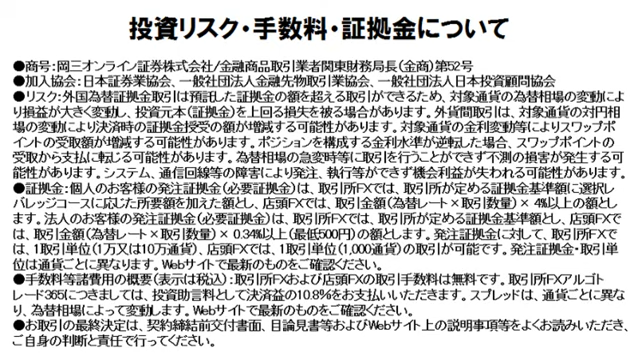 投資リスク・手数料・証拠金について
●商号：岡三オンライン証券株式会社/金融商品取引業者関東財務局長（金商）第52号
●加入協会：日本証券業協会、一般社団法人金融先物取引業協会、一般社団法人日本投資顧問協会
●リスク：外国為替証拠金取引は預託した証拠金の額を超える取引ができるため、対象通貨の為替相場の変動によ
り損益が大きく変動し、投資元本（証拠金）を上回る損失を被る場合があります。外貨間取引は、対象通貨の対円相
場の変動により決済時の証拠金授受の額が増減する可能性があります。対象通貨の金利変動等によりスワップポ
イントの受取額が増減する可能性があります。ポジションを構成する金利水準が逆転した場合、スワップポイントの
受取から支払に転じる可能性があります。為替相場の急変時等に取引を行うことができず不測の損害が発生する可
能性があります。システム、通信回線等の障害により発注、執行等ができず機会利益が失われる可能性があります。
●証拠金：個人のお客様の発注証拠金（必要証拠金）は、取引所FXでは、取引所が定める証拠金基準額に選択レ
バレッジコースに応じた所要額を加えた額とし、店頭FXでは、取引金額（為替レート×取引数量）× 4%以上の額とし
ます。法人のお客様の発注証拠金（必要証拠金）は、取引所FXでは、取引所が定める証拠金基準額とし、店頭FXで
は、取引金額（為替レート×取引数量）× 0.34%以上（最低500円）の額とします。発注証拠金に対して、取引所FXで
は、1取引単位（1万又は10万通貨）、店頭FXでは、1取引単位（1,000通貨）の取引が可能です。発注証拠金・取引単
位は通貨ごとに異なります。Webサイトで最新のものをご確認ください。
●手数料等諸費用の概要（表示は税込）：取引所FXおよび店頭FXの取引手数料は無料です。取引所FXアルゴト
レード365につきましては、投資助言料として決済益の10.8%をお支払いいただきます。スプレッドは、通貨ごとに異な
り、為替相場によって変動します。Webサイトで最新のものをご確認ください。
●お取引の最終決定は、契約締結前交付書面、目論見書等およびWebサイト上の説明事項等をよくお読みいただき、
ご自身の判断と責任で行ってください。